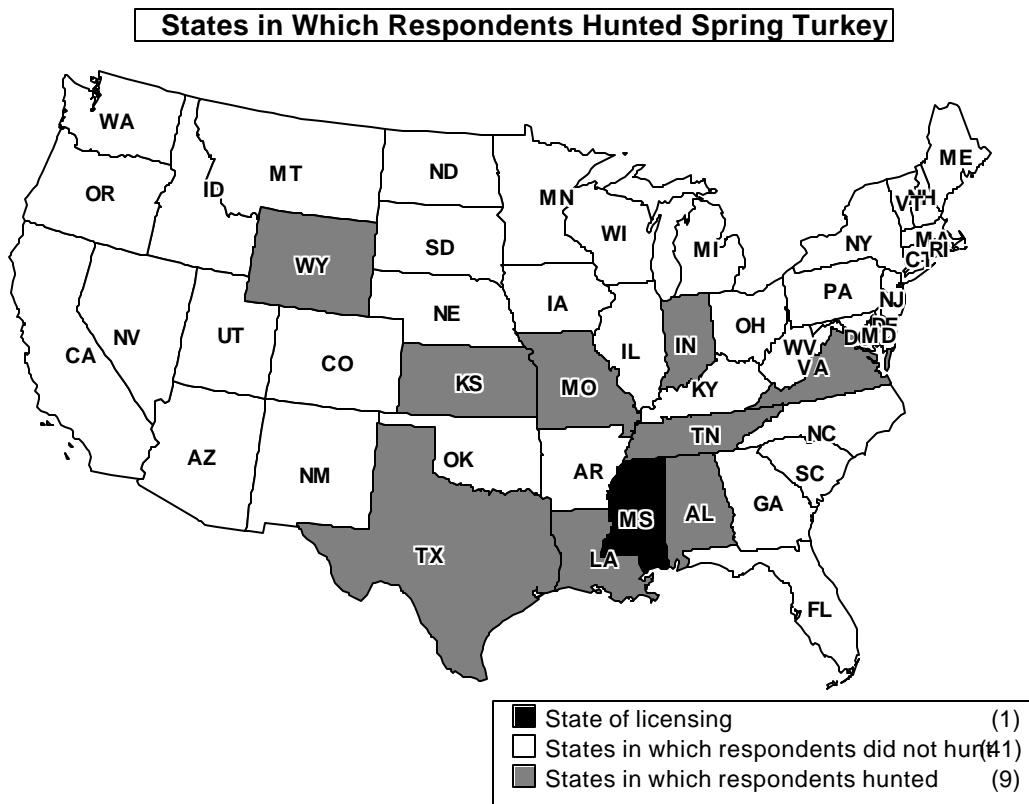 States in Which Respondents Hunted Spring Turkey
WA
MT
ND
MN
ME
OR
ID
SD
WI
MI
NY
VT
NH
MA
RI
CT
WY
NE
IA
PA
NJ
NV
UT
CO
IL
IN
OH
WV
VA
D
MD
DE
CA
KS
MO
KY
AZ
NM
OK
AR
TN
NC
SC
TX
LA
MS
AL
GA
FL
State of licensing (1)
States in which respondents did not hunt (41)
States in which respondents hunted (9)